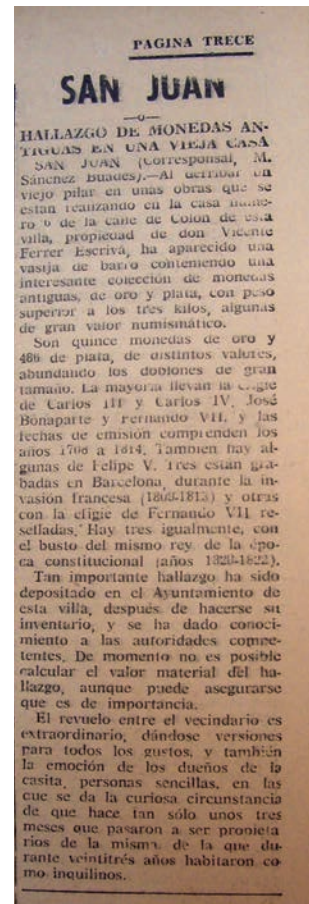 PAGINA TRECE
SAN JUAN
—o—
HALLAZGO DE MONEDAS AN-
TIGUAS EN UNA VIEJA CASA
SAN JUAN (Corresponsal, M.
Sánchez Buades).—Al derribar un
viejo pilar en unas obras que se
están realizando en la casa núme-
ro 6 de la calle de Colón de esta
villa, propiedad de don Vicente
Ferrer Escrivá, ha aparecido una
vasija de barro conteniendo una
interesante colección de monedas
antiguas, de oro y plata, con peso
superior a los tres kilos, algunas
de gran valor numismático.
Son quince monedas de oro y
486 de plata, de distintos valores,
abundando los doblones de gran
tamaño. La mayoría llevan la efigie
de Carlos III y Carlos IV, José
Bonaparte y Fernando VII, y las
fechas de emisión comprenden los
años a 1814. También hay al-
gunas de Felipe V. Tres están gra-
badas en Barcelona, durante la in-
vasión francesa y otras
con la efigie de Fernando VII re-
selladas. Hay tres igualmente, con
el busto del mismo rey de la épo-
ca constitucional (años 1820-1822).
Tan importante hallazgo ha sido
depositado en el Ayuntamiento de
esta villa, después de hacerse su
inventario, y se ha dado conoci-
miento a las autoridades compe-
tentes. De momento no es posible
calcular el valor material del ha-
llazgo, aunque puede asegurarse
que es de importancia.
El revuelo entre el vecindario es
extraordinario, dándose versiones
para todos los gustos, y también
la emoción de los dueños de la
casita, personas sencillas, en las
que se da la curiosa circunstancia
de que hace tan sólo unos tres
meses que pasaron a ser propieta
rios de la misma, de la que du-
rante veintitrés años habitaron co
mo inquilinos.